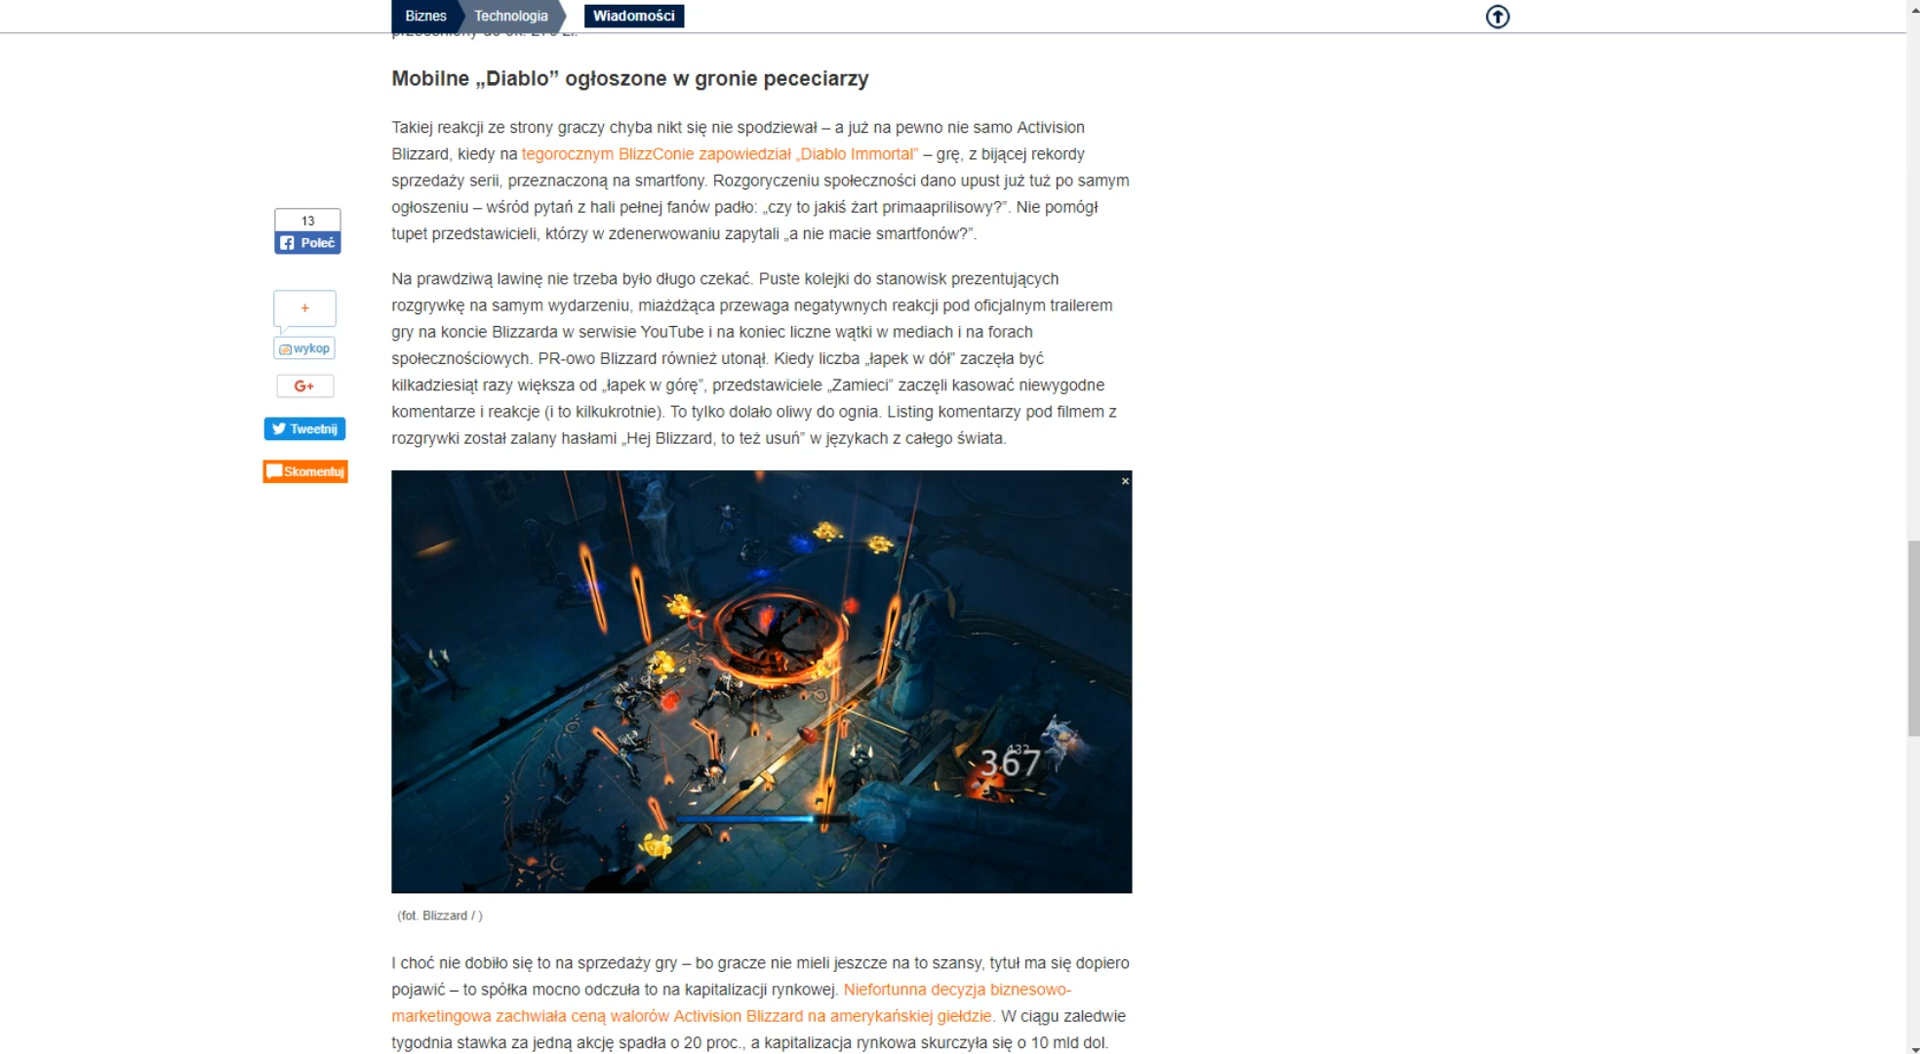 Biznes Technologia Wiadomości
Mobilne „Diablo” ogłoszone w gronie pececiarzy
Takiej reakcji ze strony graczy chyba nikt się nie spodziewał – a już na pewno nie samo Activision
Blizzard, kiedy na tegorocznym BlizzConie zapowiedział „Diablo Immortal” – grę, z bijącej rekordy
sprzedaży serii, przeznaczoną na smartfony. Rozgoryczeniu społeczności dano upust już tuż po samym
ogłoszeniu – wśród pytań z hali pełnej fanów padło: „czy to jakiś żart primaaprilisowy?”. Nie pomógł
tupet przedstawicieli, którzy w zdenerwowaniu zapytali „a nie macie smartfonów?”.
13
Poleć
+
wykop
G+
Tweetnij
Skomentuj
Na prawdziwą lawinę nie trzeba było długo czekać. Puste kolejki do stanowisk prezentujących
rozgrywkę na samym wydarzeniu, miażdżąca przewaga negatywnych reakcji pod oficjalnym trailerem
gry na koncie Blizzarda w serwisie YouTube i na koniec liczne wątki w mediach i na forach
społecznościowych. PR-owo Blizzard również utonął. Kiedy liczba „łapek w dół” zaczęła być
kilkadziesiąt razy większa od „łapek w górę”, przedstawiciele „Zamieci” zaczęli kasować niewygodne
komentarze i reakcje (i to kilkukrotnie). To tylko dolało oliwy do ognia. Listing komentarzy pod filmem z
rozgrywki został zalany hasłami „Hej Blizzard, to też usuń” w językach z całego świata.
432
367
(fot. Blizzard / )
I choć nie dobiło się to na sprzedaży gry – bo gracze nie mieli jeszcze na to szansy, tytuł ma się dopiero
pojawić – to spółka mocno odczuła to na kapitalizacji rynkowej. Niefortunna decyzja biznesowo-
marketingowa zachwiała ceną walorów Activision Blizzard na amerykańskiej giełdzie. W ciągu zaledwie
tygodnia stawka za jedną akcję spadła o 20 proc., a kapitalizacja rynkowa skurczyła się o 10 mld dol.